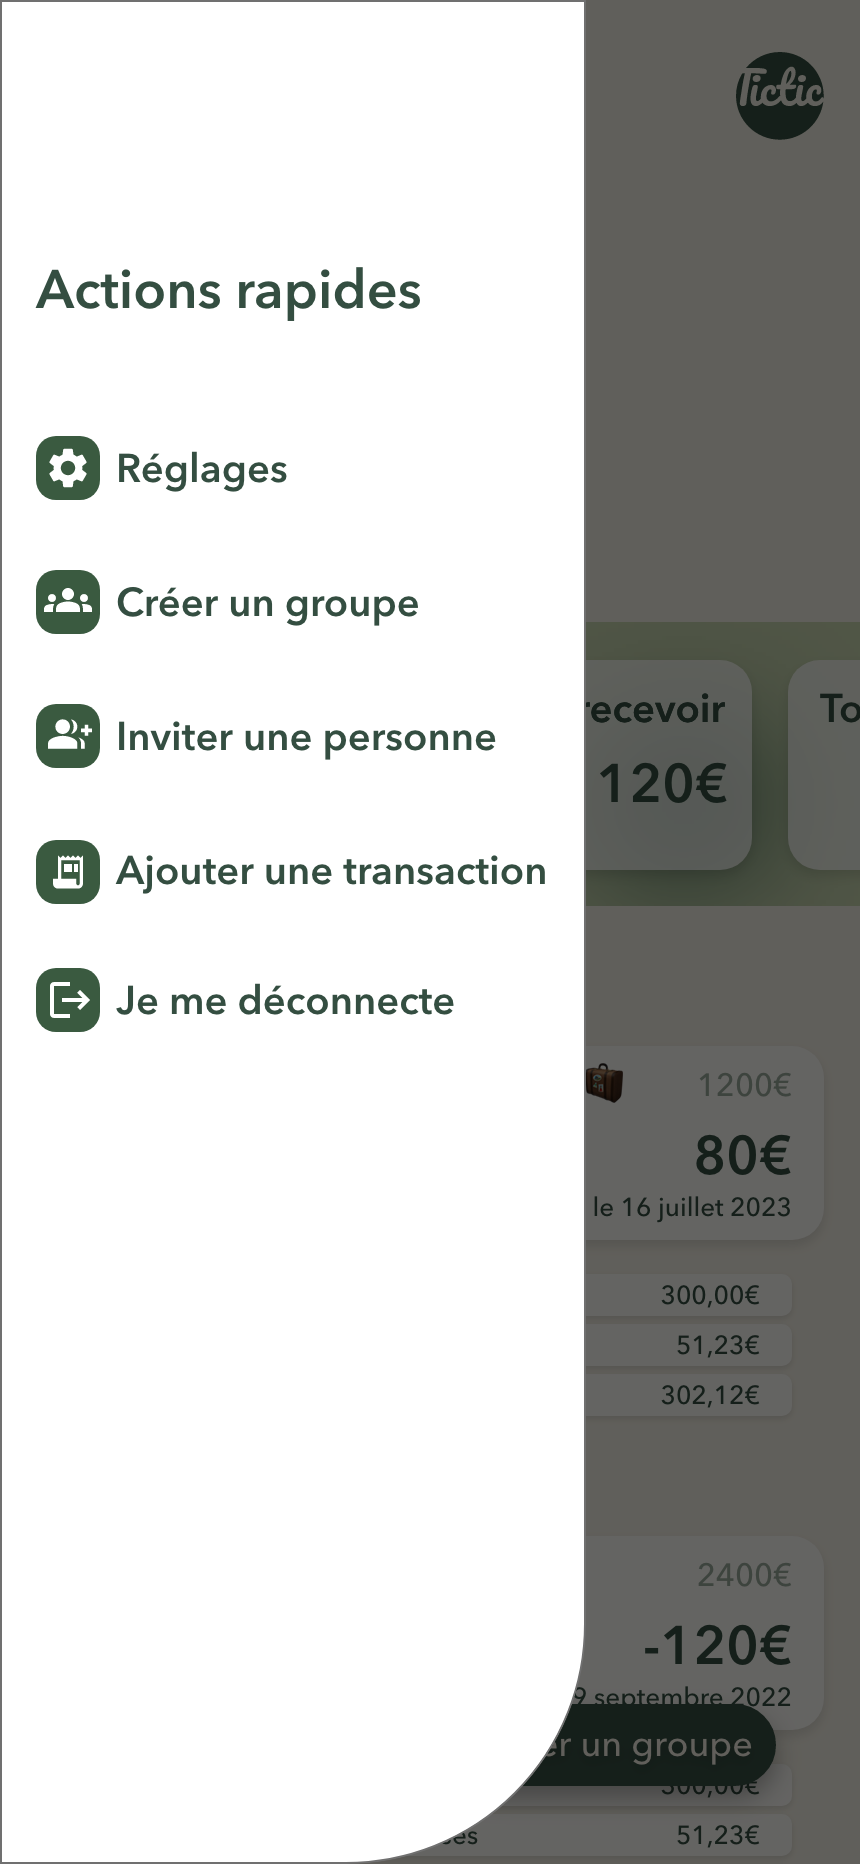 Tictic
Actions rapides
Réglages
Créer un groupe
Inviter une personne
Ajouter une transaction
Je me déconnecte
recevoir
120€
To
1200€
80€
le 16 juillet 2023
300,00€
51,23€
302,12€
2400€
-120€
9 septembre 2022
er un groupe
300,00€
51,23€